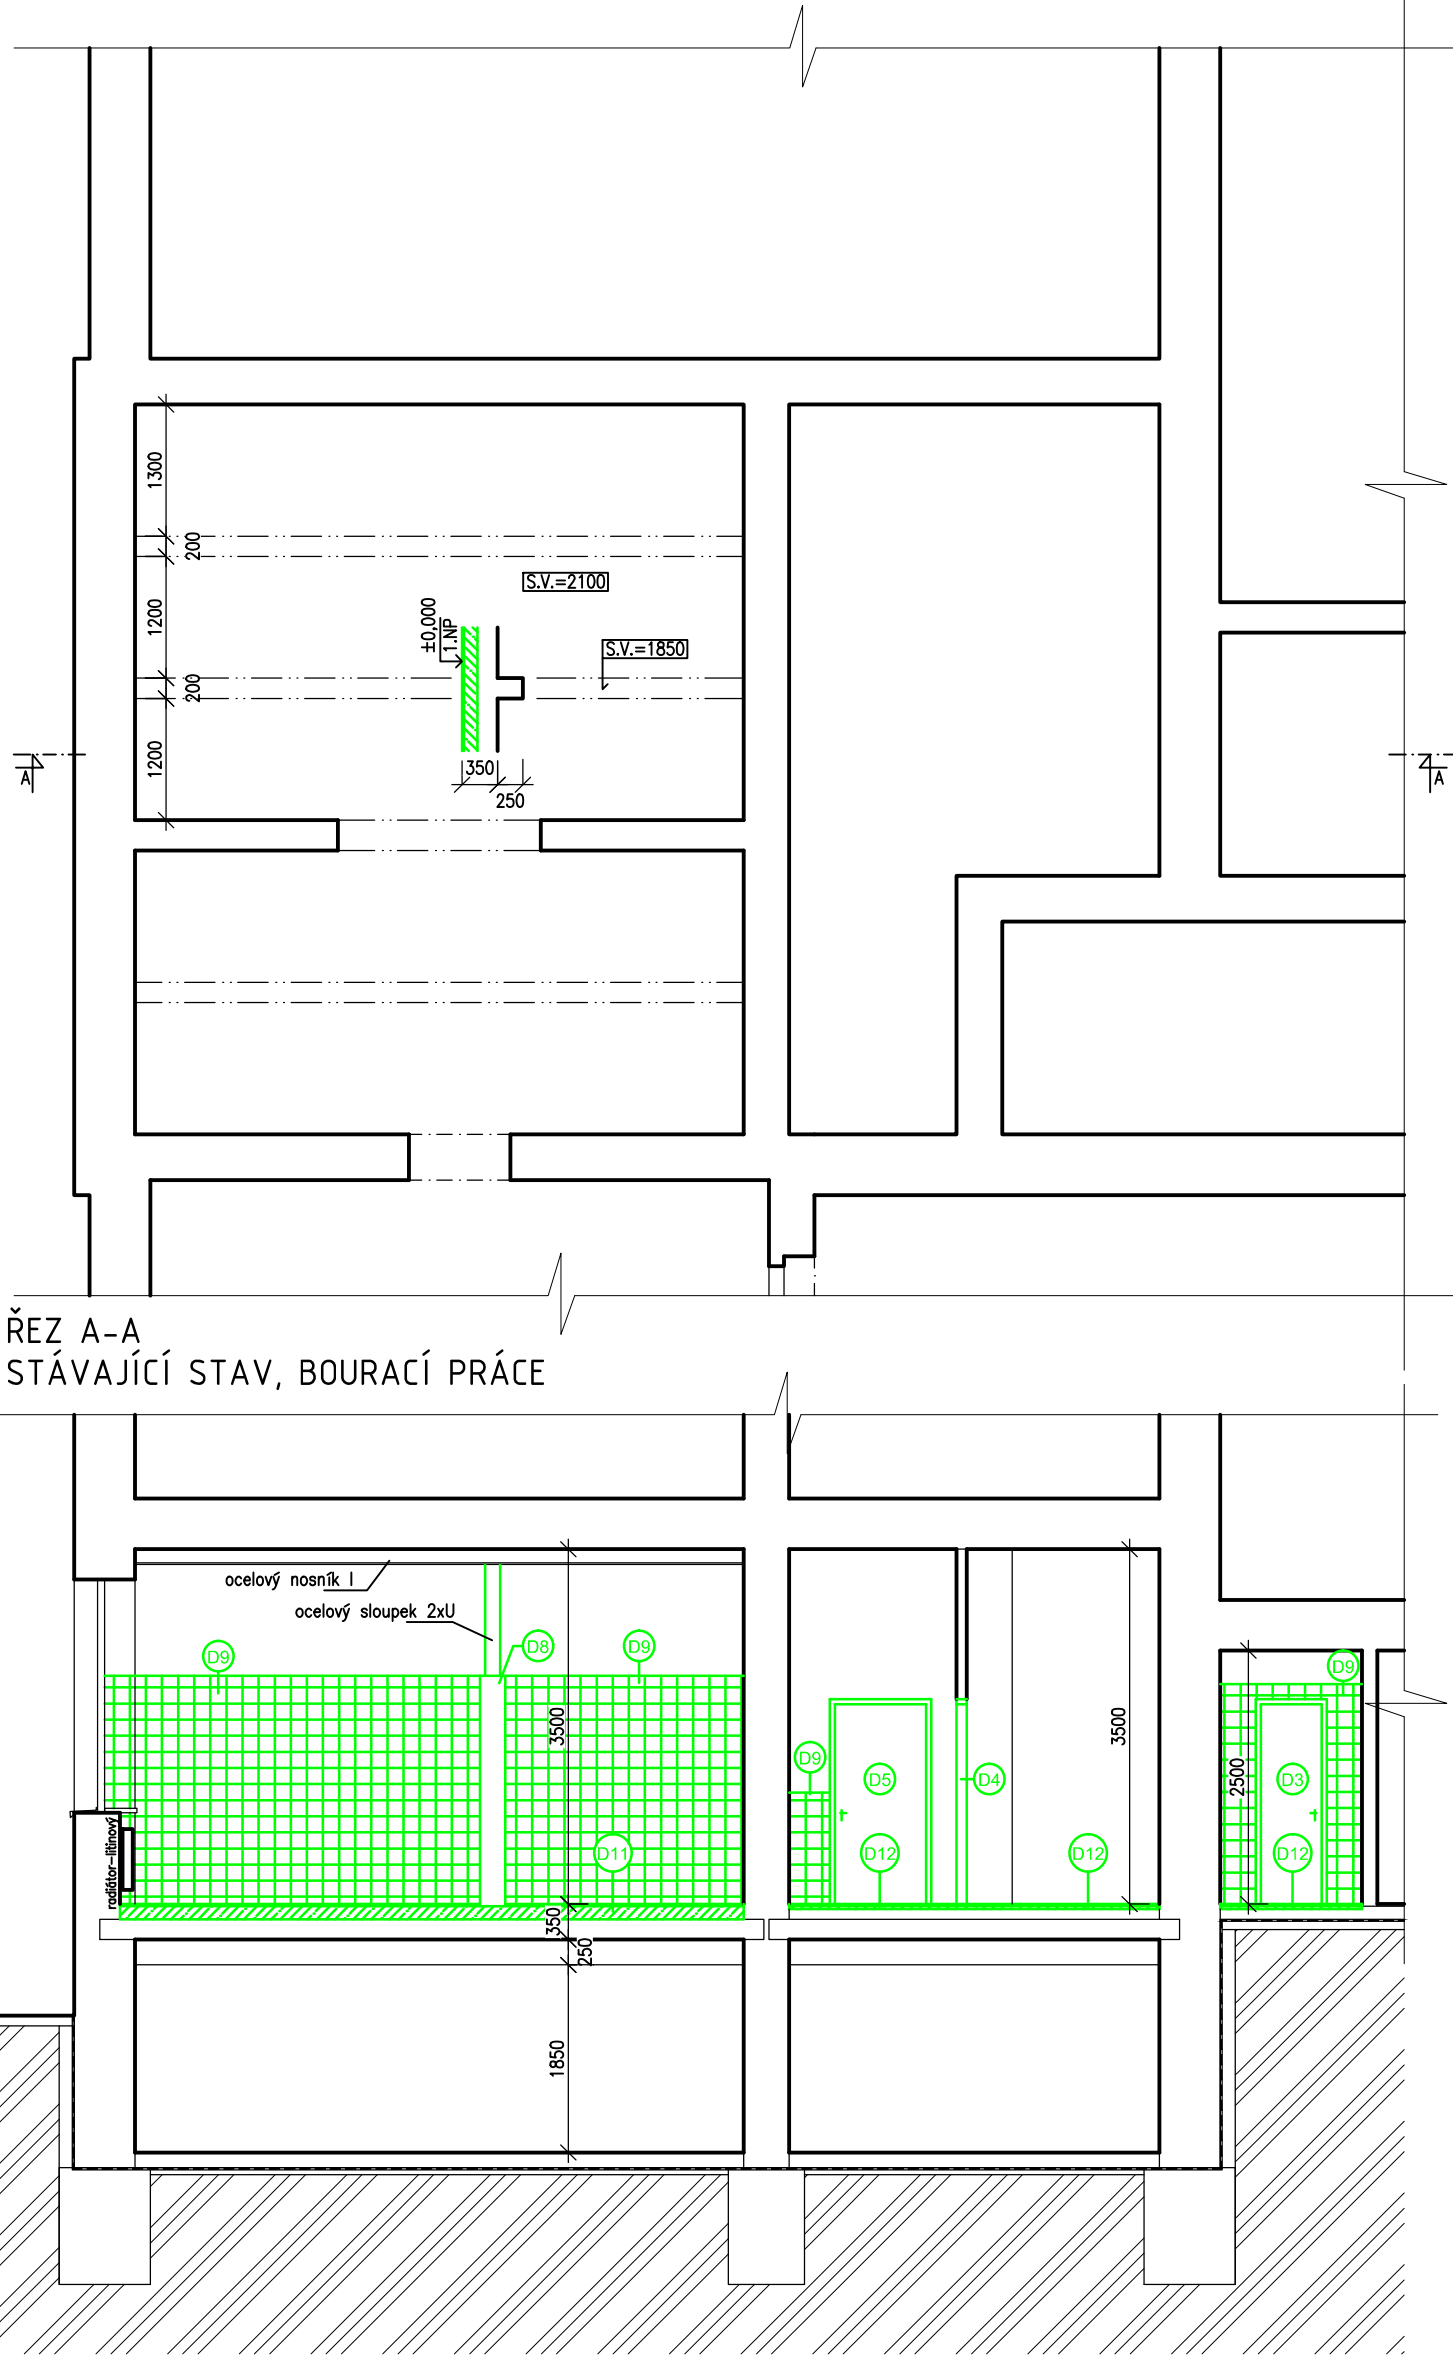 1300
200
S.V.=2100
1200
±0,000
1.NP
S.V.=1850
200
1200
350
250
A
A
ŘEZ A-A
STÁVAJÍCÍ STAV, BOURACÍ PRÁCE
ocelový nosník I
ocelový sloupek 2xU
D9
D8
D9
D9
3500
3500
D9
D5
D4
2500
D3
radiátor-litinový
D11
D12
D12
D12
350
250
1850